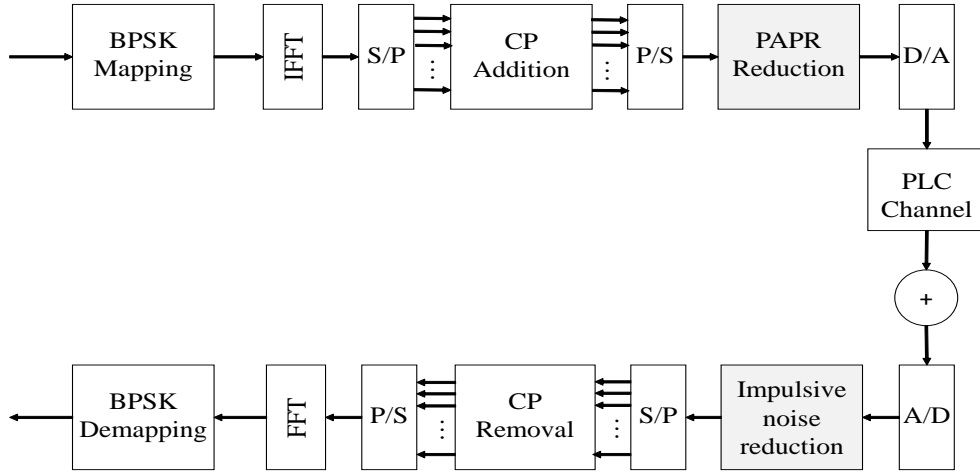 BPSK
Mapping
IFFT
S/P
...
CP
Addition
...
P/S
PAPR
Reduction
D/A
PLC
Channel
+
BPSK
Demapping
FFT
P/S
...
CP
Removal
...
S/P
Impulsive
noise
reduction
A/D